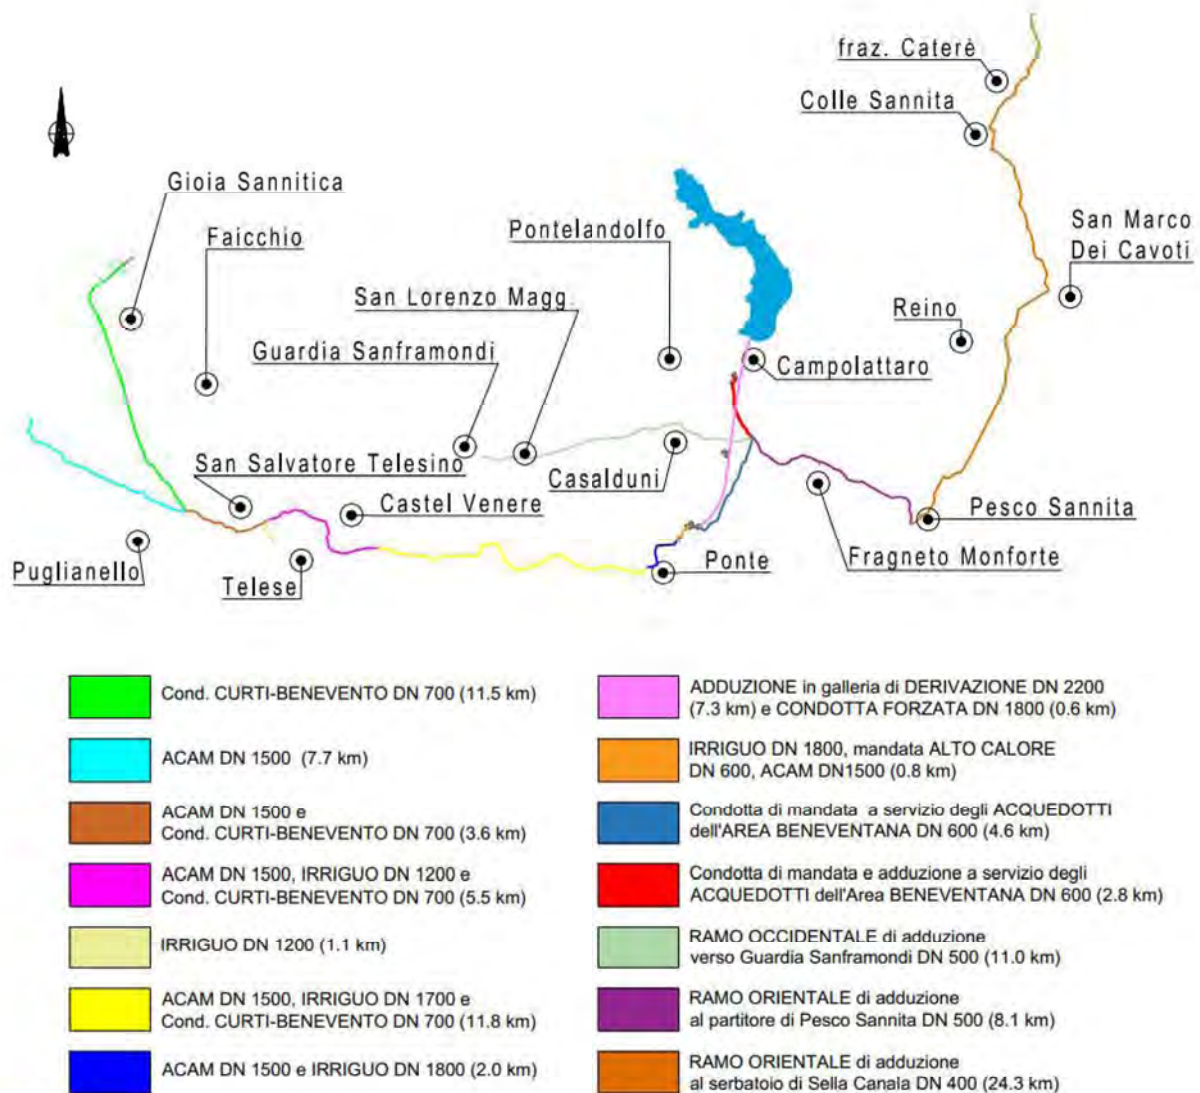 fraz. Caterè
Colle Sannita
Gioia Sannitica
San Marco
Dei Cavoti
Faicchio
Pontelandolfo
San Lorenzo Magg.
Reino
Guardia Sanframondi
Campolattaro
San Salvatore Telesino
Casalduni
Castel Venere
Pesco Sannita
Puglianello
Telese
Ponte
Fragneto Monforte
Cond. CURTI-BENEVENTO DN 700 (11.5 km)
ACAM DN 1500 (7.7 km)
ACAM DN 1500 e
Cond. CURTI-BENEVENTO DN 700 (3.6 km)
ACAM DN 1500, IRRIGUO DN 1200 e
Cond. CURTI-BENEVENTO DN 700 (5.5 km)
IRRIGUO DN 1200 (1.1 km)
ACAM DN 1500, IRRIGUO DN 1700 e
Cond. CURTI-BENEVENTO DN 700 (11.8 km)
ACAM DN 1500 e IRRIGUO DN 1800 (2.0 km)
ADDUZIONE in galleria di DERIVAZIONE DN 2200
(7.3 km) e CONDOTTA FORZATA DN 1800 (0.6 km)
IRRIGUO DN 1800, mandata ALTO CALORE
DN 600, ACAM DN1500 (0.8 km)
Condotta di mandata a servizio degli ACQUEDOTTI
dell'AREA BENEVENTANA DN 600 (4.6 km)
Condotta di mandata e adduzione a servizio degli
ACQUEDOTTI dell'Area BENEVENTANA DN 600 (2.8 km)
RAMO OCCIDENTALE di adduzione
verso Guardia Sanframondi DN 500 (11.0 km)
RAMO ORIENTALE di adduzione
al partitore di Pesco Sannita DN 500 (8.1 km)
RAMO ORIENTALE di adduzione
al serbatoio di Sella Canala DN 400 (24.3 km)